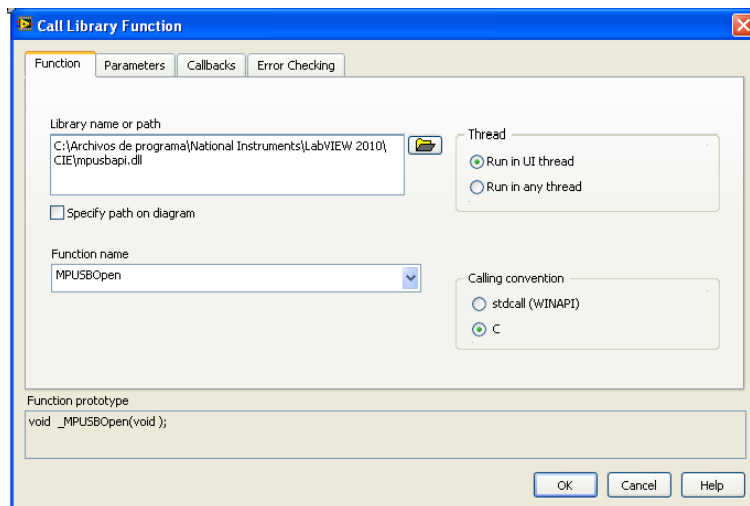 Call Library Function
Function
Parameters
Callbacks
Error Checking
Library name or path
C:\Archivos de programa\National Instruments\LabVIEW 2010\
CIE\mpusbapi.dll
Specify path on diagram
Thread
Run in UI thread
Run in any thread
Function name
MPUSBOpen
Calling convention
stdcall (WINAPI)
C
Function prototype
void _MPUSBOpen(void );
OK
Cancel
Help